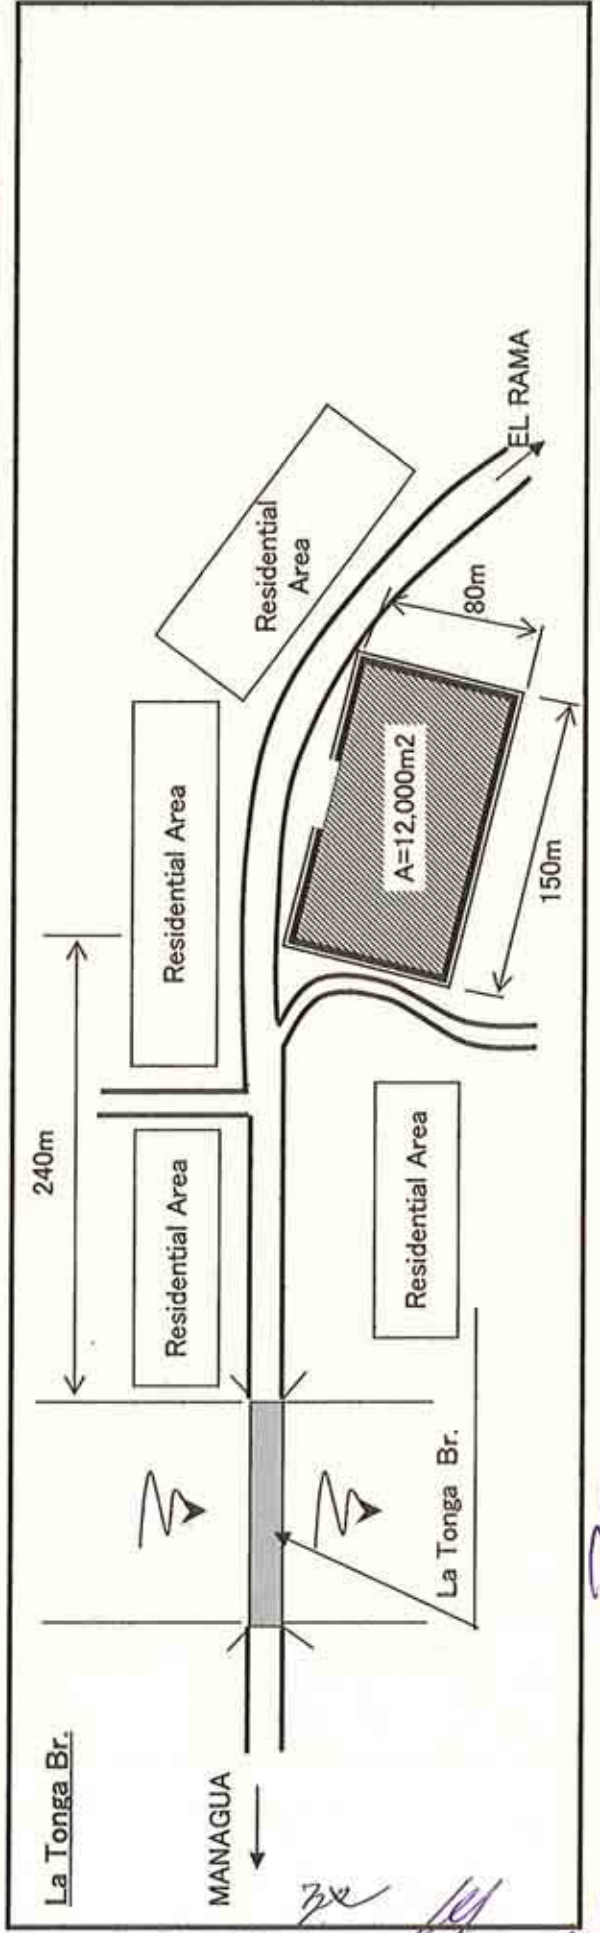 La Tonga Br.
MANAGUA
240m
Residential Area
Residential Area
Residential
Area
EL RAMA
La Tonga Br.
Residential Area
A=12,000m2
80m
150m